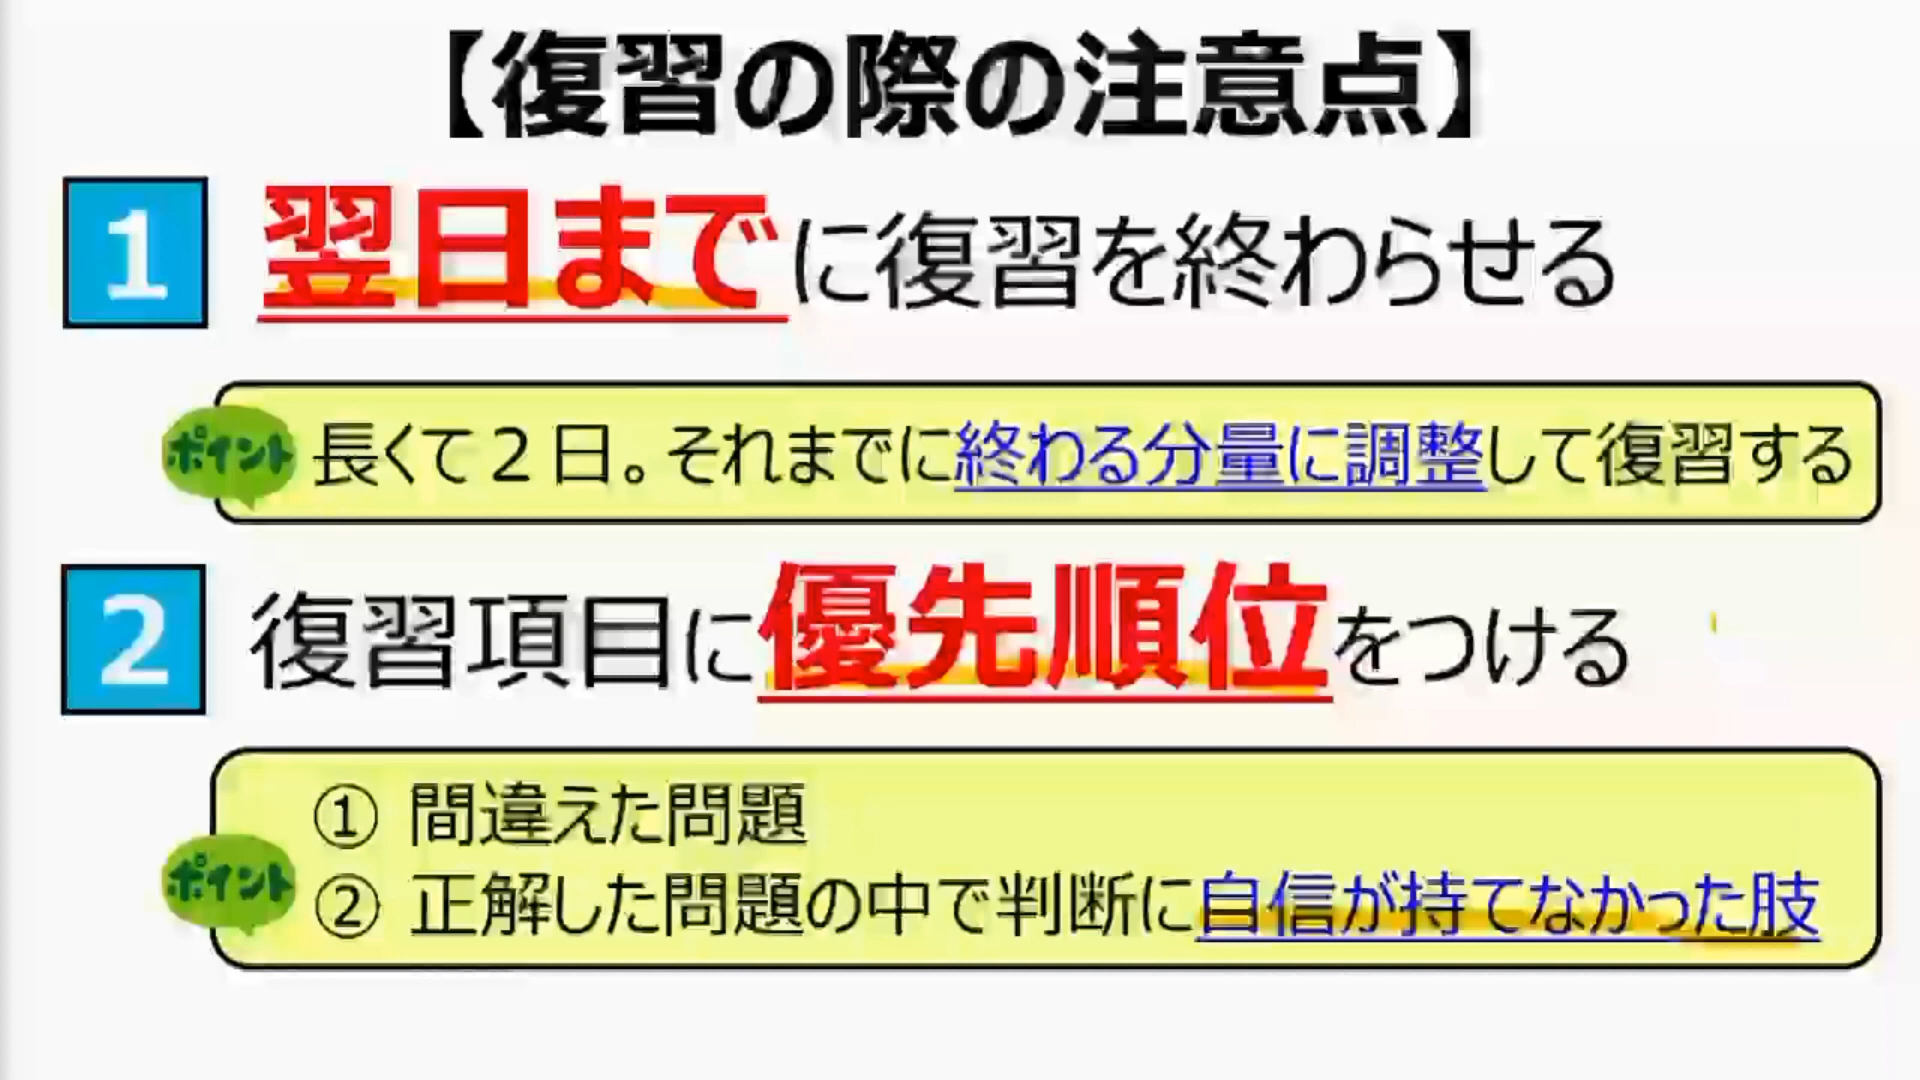 【復習の際の注意点】
1 翌日までに復習を終わらせる
ポイント 長くて２日。それまでに終わる分量に調整して復習する
2 復習項目に優先順位をつける
① 間違えた問題
ポイント
② 正解した問題の中で判断に自信が持てなかった肢